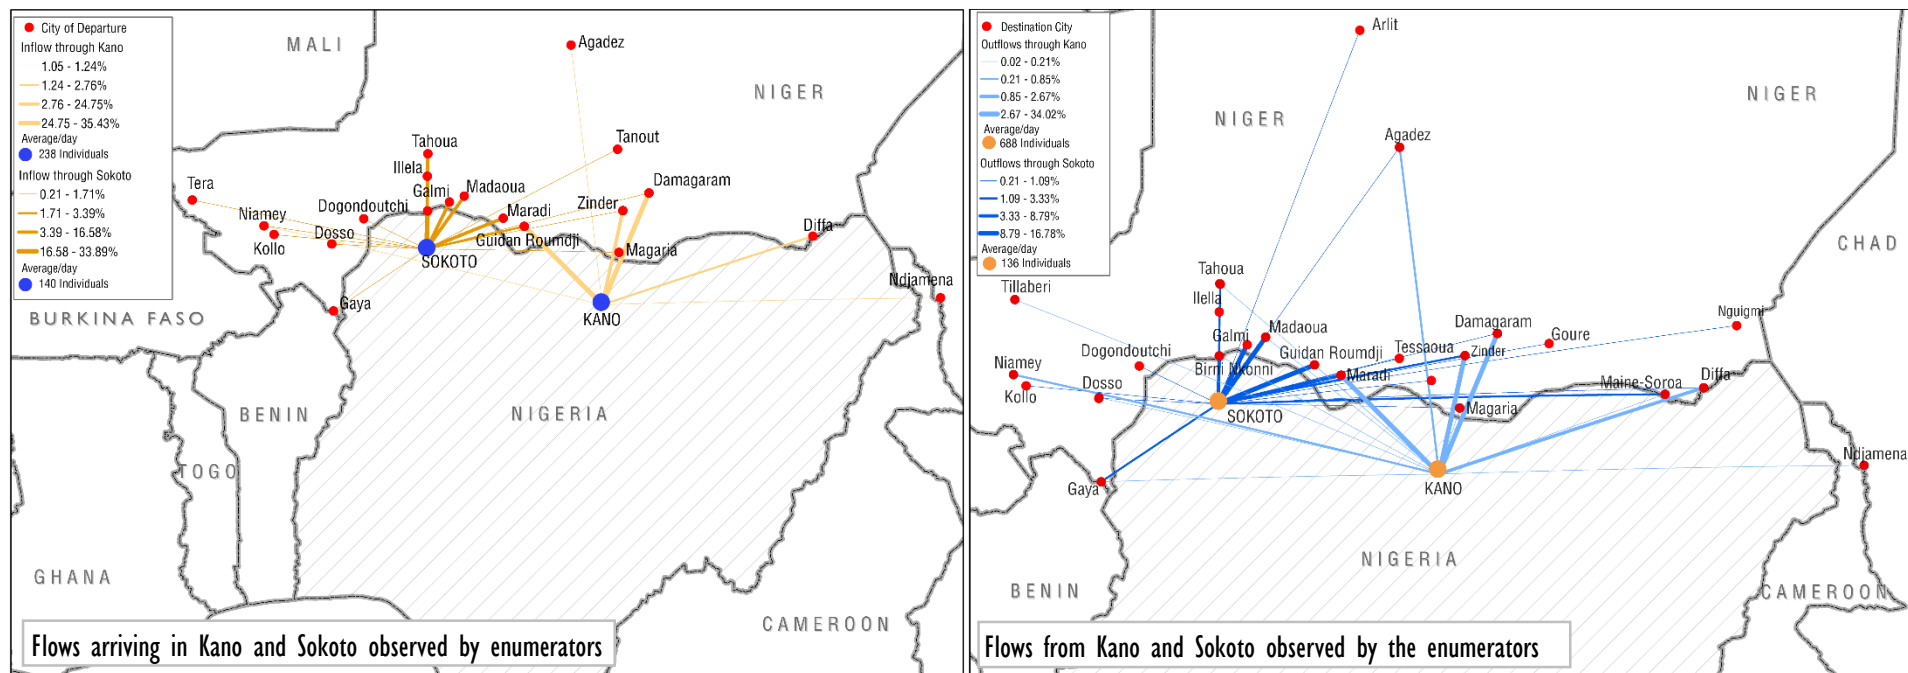 City of Departure
Inflow through Kano
1.05 - 1.24%
1.24 - 2.76%
2.76 - 24.75%
24.75 - 35.43%
Average/day
238 Individuals
Inflow through Sokoto
0.21 - 1.71%
1.71 - 3.39%
3.39 - 16.58%
16.58 - 33.89%
Average/day
140 Individuals
MALI
Agadez
NIGER
Tahoua
Tanout
Illela
Tera
Galmi
Madaoua
Damagaram
Dogondoutchi
Zinder
Niamey
Maradi
Diffa
Dosso
Guidan Roumdji
Kollo
Magaria
SOKOTO
Ndjamena
Gaya
KANO
BURKINA FASO
BENIN
NIGERIA
TOGO
GHANA
CAMEROON
Flows arriving in Kano and Sokoto observed by enumerators
Destination City
Outflows through Kano
0.02 - 0.21%
0.21 - 0.85%
0.85 - 2.67%
2.67 - 34.02%
Average/day
688 Individuals
Outflows through Sokoto
0.21 - 1.09%
1.09 - 3.33%
3.33 - 8.79%
8.79 - 16.78%
Average/day
136 Individuals
Arlit
NIGER
NIGER
Agadez
CHAD
Tahoua
Tillaberi
Ilella
Nguigmi
Damagaram
Madaoua
Galmi
Goure
Tessaoua
Zinder
Dogondoutchi
Guidan Roumdji
Niamey
Birni Nkonni
Maradi
Diffa
Maine-Soroa
Dosso
Kollo
Magaria
SOKOTO
Ndjamena
Gaya
KANO
NIGERIA
BENIN
CAMEROON
Flows from Kano and Sokoto observed by the enumerators